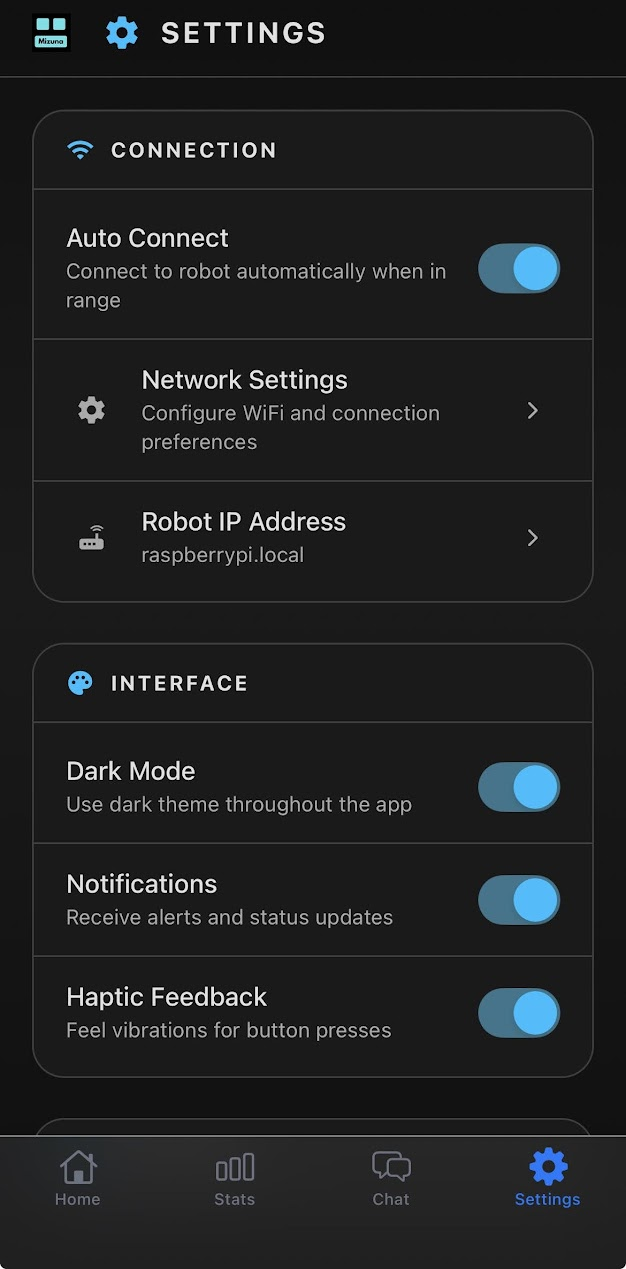 Mizuna
SETTINGS
CONNECTION
Auto Connect
Connect to robot automatically when in
range
Network Settings
Configure WiFi and connection
preferences
Robot IP Address
raspberrypi.local
INTERFACE
Dark Mode
Use dark theme throughout the app
Notifications
Receive alerts and status updates
Haptic Feedback
Feel vibrations for button presses
Home
Stats
Chat
Settings